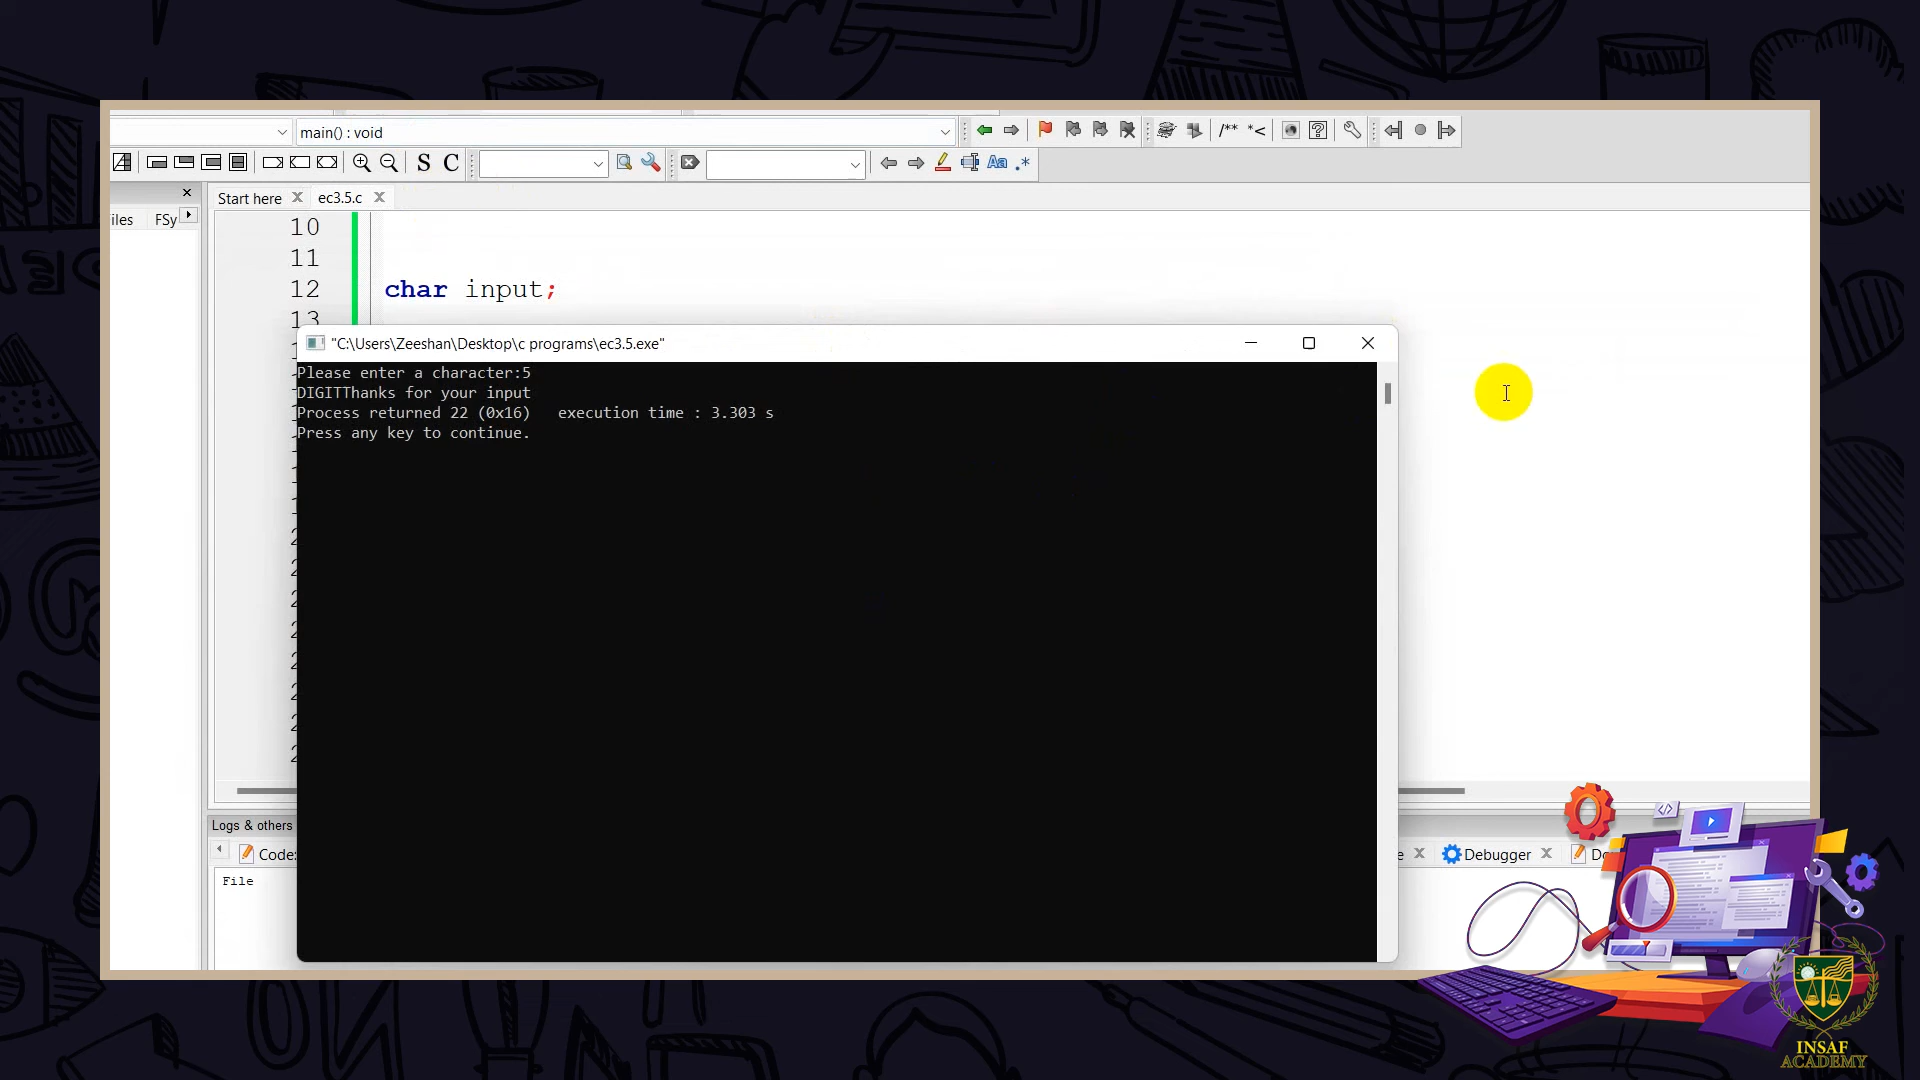 main() : void
S C
Aa .*
/** *<
Start here ec3.5.c
iles FSy
10
11
12 char input;
13
"C:\Users\Zeeshan\Desktop\c programs\ec3.5.exe"
Please enter a character:5
DIGITThanks for your input
Process returned 22 (0x16) execution time : 3.303 s
Press any key to continue.
Logs & others
Code:
Debugger
File
INSAF
ACADEMY